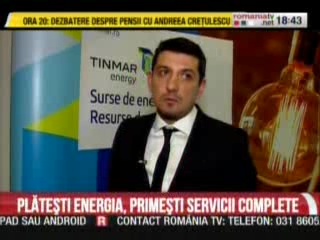 ORA 20: DEZBATERE DESPRE PENSII CU ANDREEA CREȚULESCU
romaniatv
.net
18:43
TINMAR
energy
Surse de ene
Resurse d
PLĂTEȘTI ENERGIA, PRIMEȘTI SERVICII COMPLETE
PAD SAU ANDROID
CONTACT ROMÂNIA TV: TELEFON: 031 8605